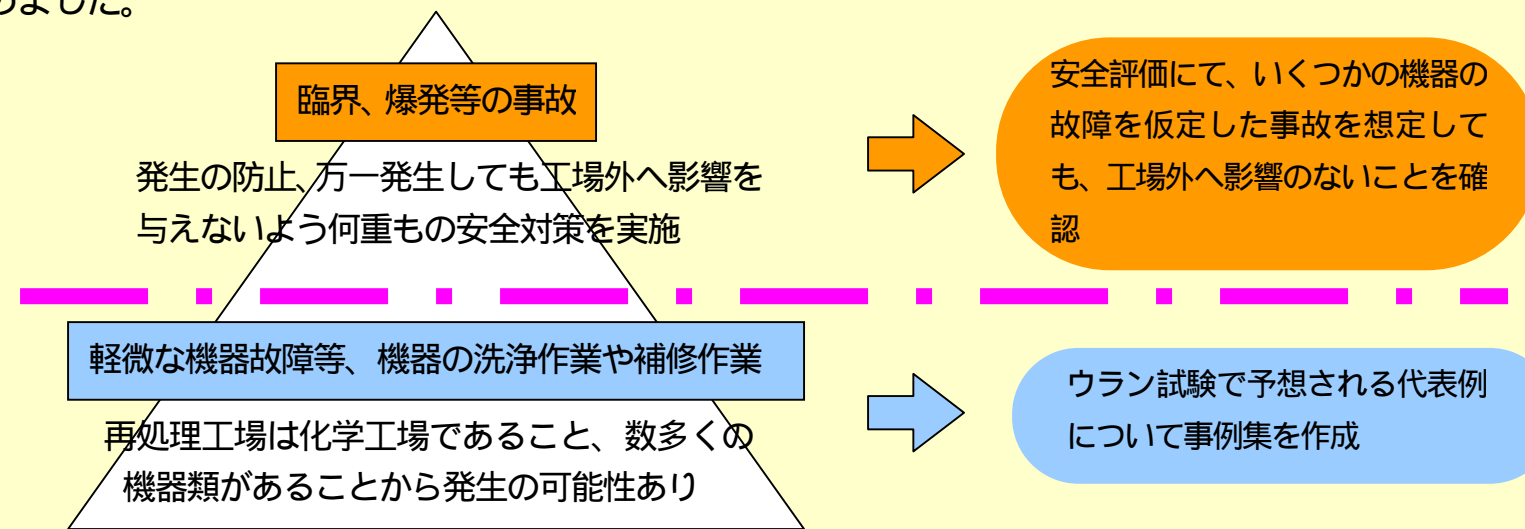 ました。
臨界、爆発等の事故
発生の防止、万一発生しても工場外へ影響を
与えないよう何重もの安全対策を実施
安全評価にて、いくつかの機器の
故障を仮定した事故を想定して
も、工場外へ影響のないことを確
認
軽微な機器故障等、機器の洗浄作業や補修作業
再処理工場は化学工場であること、数多くの
機器類があることから発生の可能性あり
ウラン試験で予想される代表例
について事例集を作成